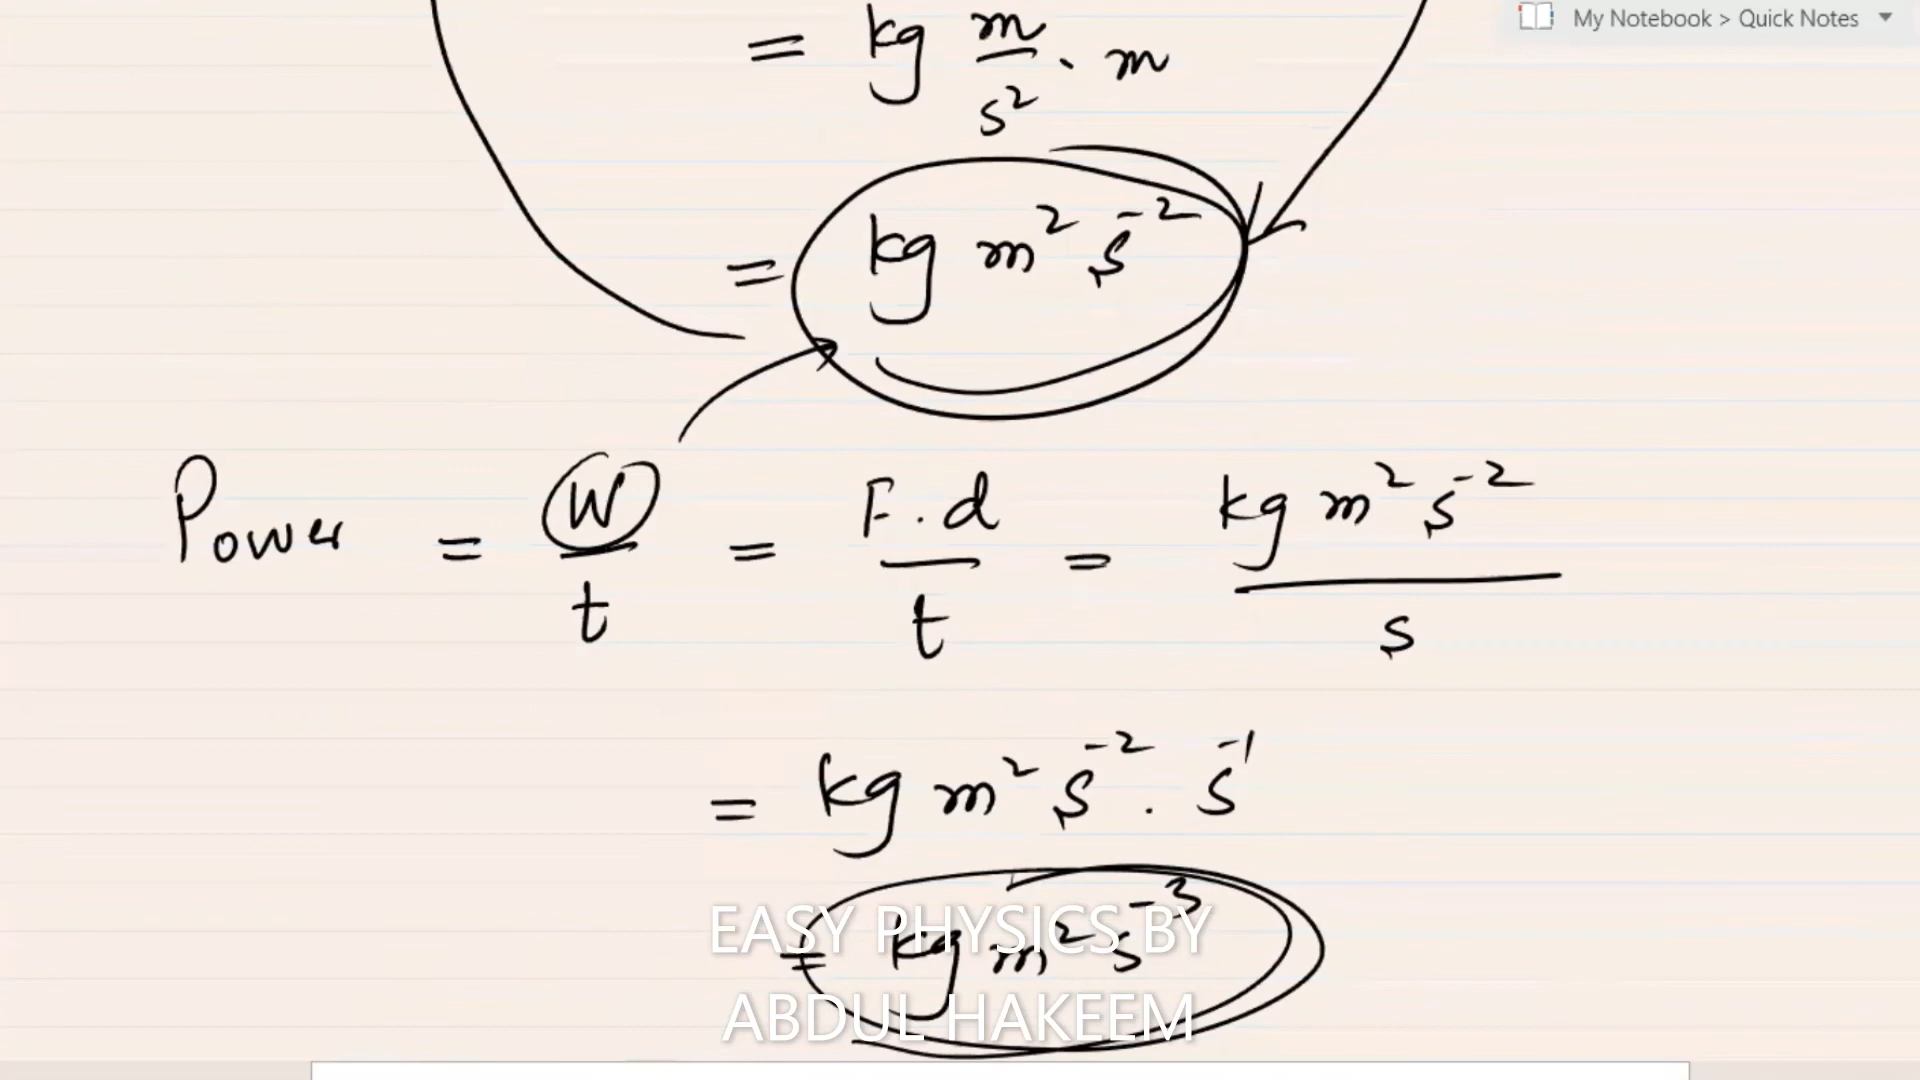 My Notebook > Quick Notes
= kg m/s² · m
= kg m² s⁻²
Power = W/t = F.d/t = kg m² s⁻²/s
= kg m² s⁻² . s⁻¹
= kg m² s⁻³
EASY PHYSICS BY
ABDUL HAKEEM